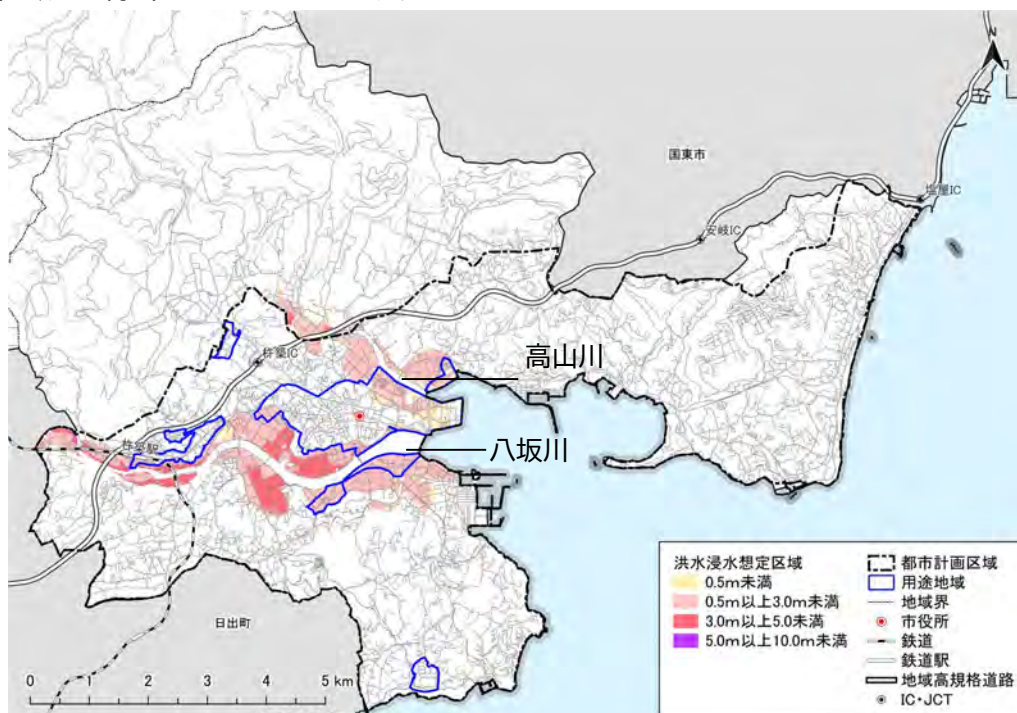 N
国東市
塩屋IC
安岐IC
杵築IC
高山川
八坂川
杵築駅
日出町
0 1 2 3 4 5 km
洪水浸水想定区域
0.5m未満
0.5m以上3.0m未満
3.0m以上5.0未満
5.0m以上10.0m未満
都市計画区域
用途地域
地域界
市役所
鉄道
鉄道駅
地域高規格道路
IC・JCT